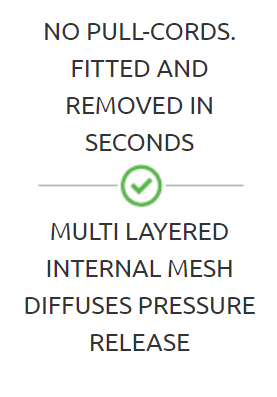 NO PULL-CORDS.
FITTED AND
REMOVED IN
SECONDS
MULTI LAYERED
INTERNAL MESH
DIFFUSES PRESSURE
RELEASE